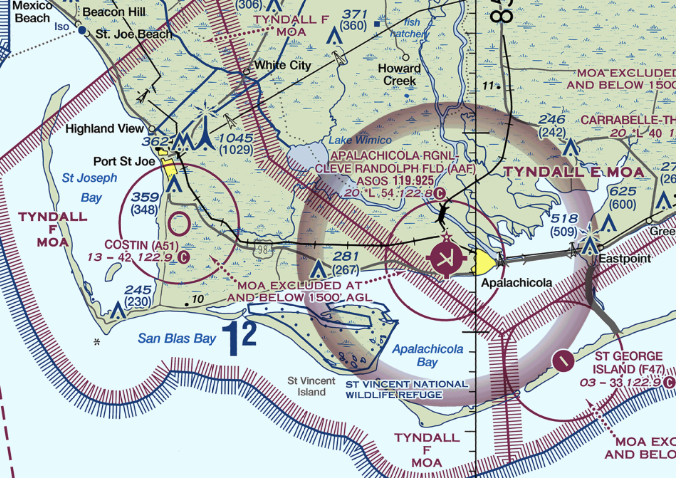 Mexico
Beach
Beacon Hill
Iso
St. Joe Beach
(306)
TYNDALL F
MOA
371
(360)
fish
hatchery
85
White City
Howard
Creek
MOA EXCLUDED
AND BELOW 1500
11
CARRABELLE-TH
20 *L 40 1
Highland View
362
1045
(1029)
Lake Wimico
246
(242)
Port St Joe
APALACHICOLA RGNL-
CLEVE RANDOLPH FLD (AAF)
ASOS 119.925
20 *L 54 122.8 C
TYNDALL E MOA
St Joseph
Bay
359
(348)
625
(600)
27
(26
TYNDALL
F
MOA
518
(509)
Gree
COSTIN (A51)
13 - 42 122.9 C
98
281
(267)
Eastpoint
Apalachicola
MOA EXCLUDED AT
AND BELOW 1500' AGL
245
(230)
10
San Blas Bay
12
Apalachicola
Bay
St Vincent
Island
ST VINCENT NATIONAL
WILDLIFE REFUGE
ST GEORGE
ISLAND (F47)
03 - 33 122.9 C
TYNDALL
F
MOA
MOA EXC
AND BELO